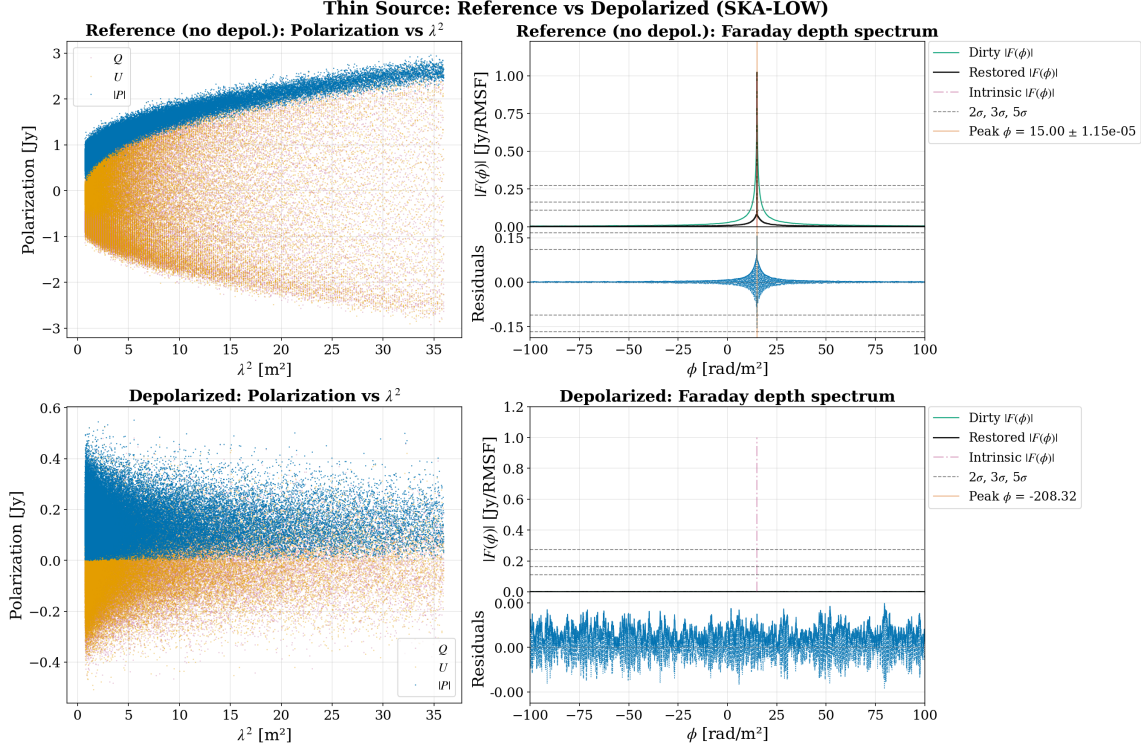 Thin Source: Reference vs Depolarized (SKA-LOW)
Reference (no depol.): Polarization vs λ²
Polarization [Jy]
3
2
1
0
−1
−2
−3
Q
U
|P|
0 5 10 15 20 25 30 35
λ² [m²]
Reference (no depol.): Faraday depth spectrum
|F(ϕ)| [Jy/RMSF]
1.00
0.75
0.50
0.25
0.00
Residuals
0.15
0.00
-0.15
−100 −75 −50 −25 0 25 50 75 100
ϕ [rad/m²]
Dirty |F(ϕ)|
Restored |F(ϕ)|
Intrinsic |F(ϕ)|
2σ, 3σ, 5σ
Peak ϕ = 15.00 ± 1.15e-05
Depolarized: Polarization vs λ²
Polarization [Jy]
0.6
0.4
0.2
0.0
−0.2
−0.4
Q
U
|P|
0 5 10 15 20 25 30 35
λ² [m²]
Depolarized: Faraday depth spectrum
|F(ϕ)| [Jy/RMSF]
1.2
1.0
0.8
0.6
0.4
0.2
0.0
Residuals
0.00
0.00
-0.00
−100 −75 −50 −25 0 25 50 75 100
ϕ [rad/m²]
Dirty |F(ϕ)|
Restored |F(ϕ)|
Intrinsic |F(ϕ)|
2σ, 3σ, 5σ
Peak ϕ = -208.32